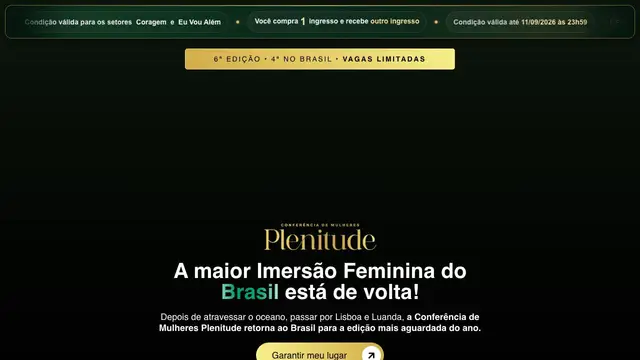 Condição válida para os setores Coragem e Eu Vou Além • Você compra 1 ingresso e recebe outro ingresso • Condição válida até 11/09/2026 às 23h59
6ª EDIÇÃO • 4ª NO BRASIL • VAGAS LIMITADAS
CONFERÊNCIA DE MULHERES
Plenitude
A maior Imersão Feminina do
Brasil está de volta!
Depois de atravessar o oceano, passar por Lisboa e Luanda, a Conferência de
Mulheres Plenitude retorna ao Brasil para a edição mais aguardada do ano.
Garantir meu lugar